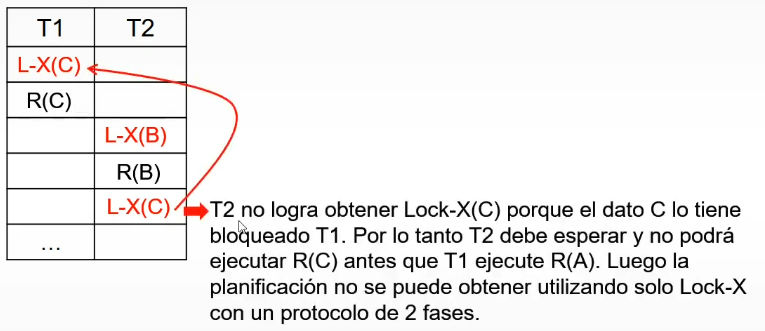 T1 T2
L-X(C)
R(C)
L-X(B)
R(B)
L-X(C)
...
T2 no logra obtener Lock-X(C) porque el dato C lo tiene
bloqueado T1. Por lo tanto T2 debe esperar y no podrá
ejecutar R(C) antes que T1 ejecute R(A). Luego la
planificación no se puede obtener utilizando solo Lock-X
con un protocolo de 2 fases.